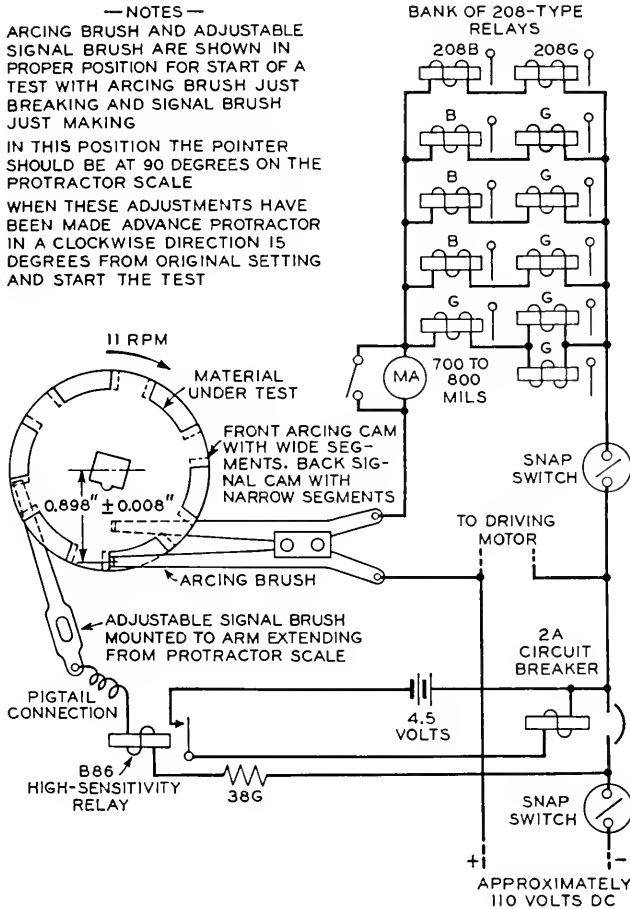 —NOTES—
ARCING BRUSH AND ADJUSTABLE
SIGNAL BRUSH ARE SHOWN IN
PROPER POSITION FOR START OF A
TEST WITH ARCING BRUSH JUST
BREAKING AND SIGNAL BRUSH
JUST MAKING
IN THIS POSITION THE POINTER
SHOULD BE AT 90 DEGREES ON THE
PROTRACTOR SCALE
WHEN THESE ADJUSTMENTS HAVE
BEEN MADE ADVANCE PROTRACTOR
IN A CLOCKWISE DIRECTION 15
DEGREES FROM ORIGINAL SETTING
AND START THE TEST
BANK OF 208-TYPE
RELAYS
208B 208G
B G
B G
B G
G G
G
MA
700 TO
800
MILS
11 RPM
MATERIAL
UNDER TEST
FRONT ARCING CAM
WITH WIDE SEG-
MENTS. BACK SIG-
NAL CAM WITH
NARROW SEGMENTS
0.898" ± 0.008"
ARCING BRUSH
SNAP
SWITCH
TO DRIVING
MOTOR
ADJUSTABLE SIGNAL BRUSH
MOUNTED TO ARM EXTENDING
FROM PROTRACTOR SCALE
2A
CIRCUIT
BREAKER
PIGTAIL
CONNECTION
4.5
VOLTS
B86
HIGH-SENSITIVITY
RELAY
38G
SNAP
SWITCH
+ −
APPROXIMATELY
110 VOLTS DC